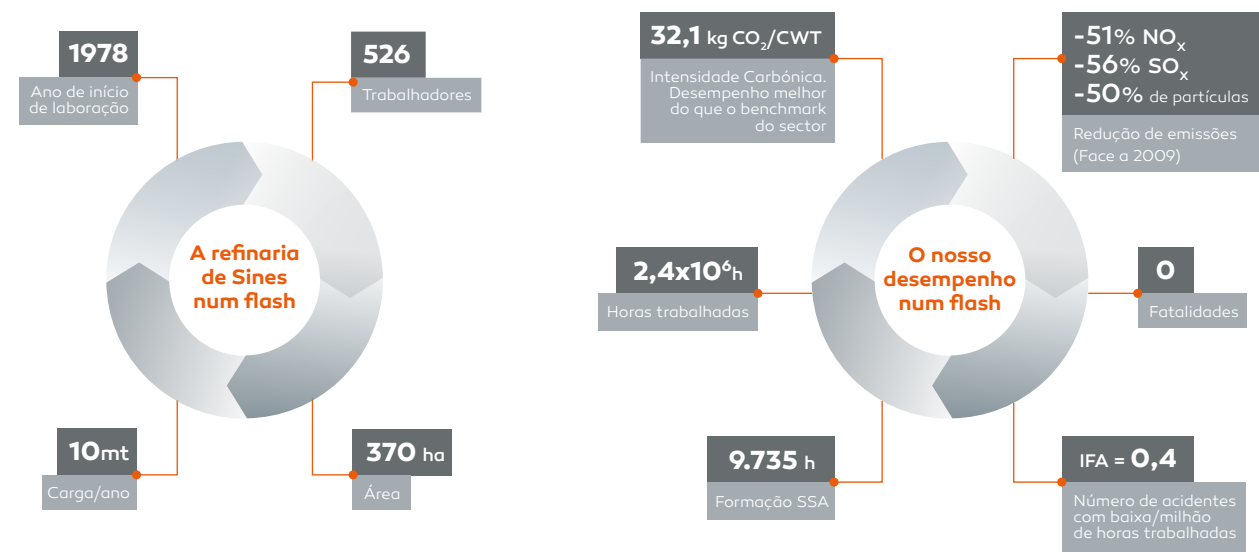 1978
Ano de início
de laboração
526
Trabalhadores
A refinaria
de Sines
num flash
10mt
Carga/ano
370 ha
Área
32,1 kg CO₂/CWT
Intensidade Carbónica.
Desempenho melhor
do que o benchmark
do sector
-51% NOₓ
-56% SOₓ
-50% de partículas
Redução de emissões
(Face a 2009)
2,4x10⁶h
Horas trabalhadas
O nosso
desempenho
num flash
0
Fatalidades
9.735 h
Formação SSA
IFA = 0,4
Número de acidentes
com baixa/milhão
de horas trabalhadas